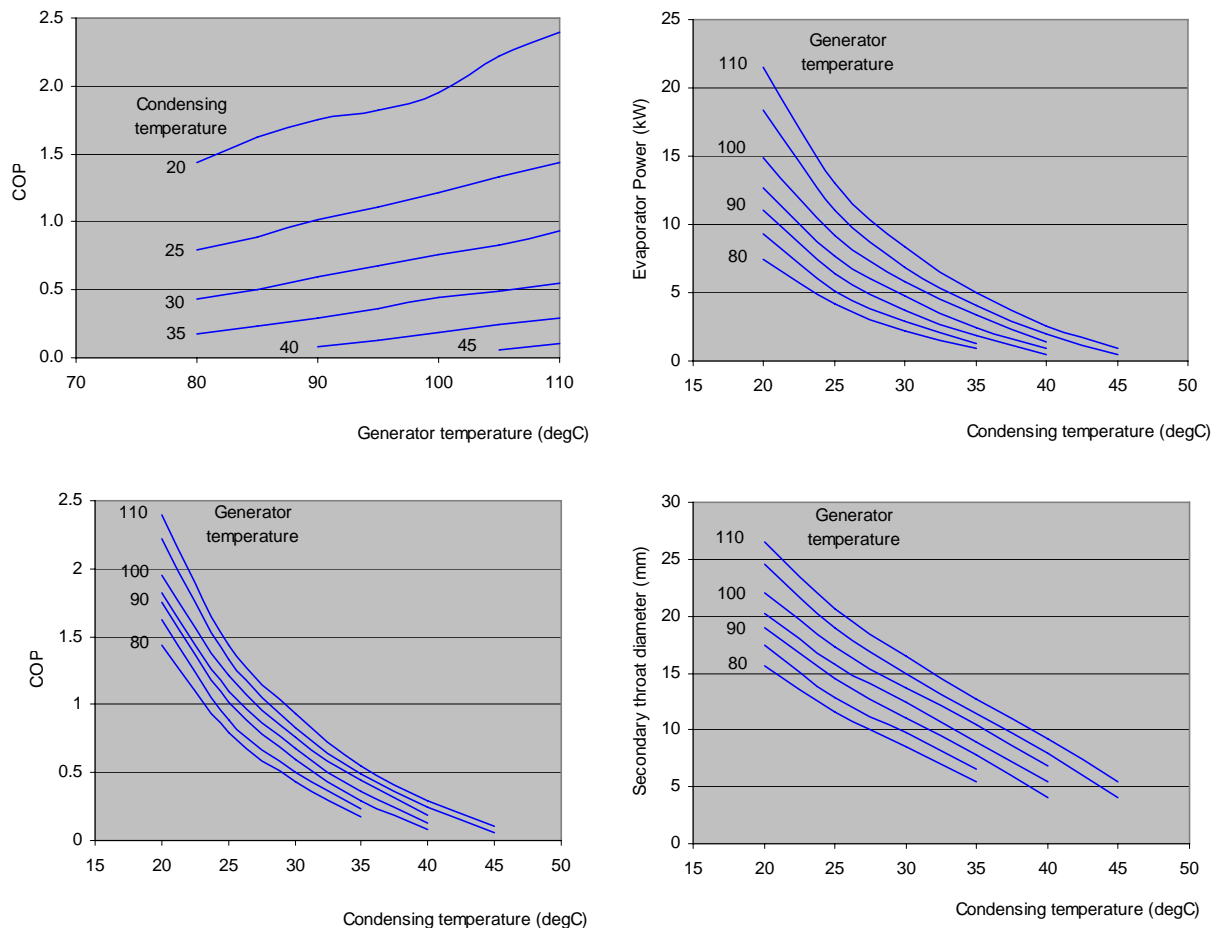 2.5
2.0
1.5
1.0
0.5
0.0
COP
Condensing
temperature
20
25
30
35
40
45
70 80 90 100 110
Generator temperature (degC)
25
20
15
10
5
0
Evaporator Power (kW)
Generator
temperature
110
100
90
80
15 20 25 30 35 40 45 50
Condensing temperature (degC)
2.5
2
1.5
1
0.5
0
COP
Generator
temperature
110
100
90
80
15 20 25 30 35 40 45 50
Condensing temperature (degC)
30
25
20
15
10
5
0
Secondary throat diameter (mm)
Generator
temperature
110
100
90
80
15 20 25 30 35 40 45 50
Condensing temperature (degC)